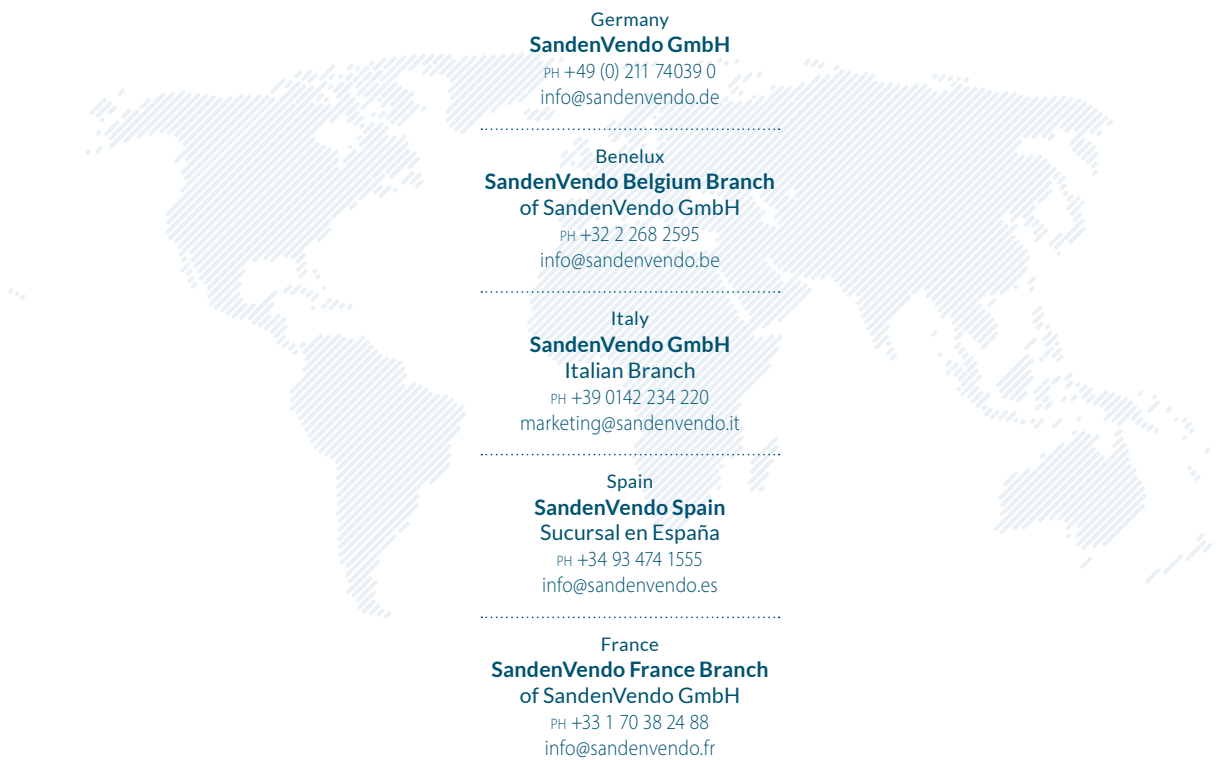 Germany
SandenVendo GmbH
PH +49 (0) 211 74039 0
info@sandenvendo.de
Benelux
SandenVendo Belgium Branch
of SandenVendo GmbH
PH +32 2 268 2595
info@sandenvendo.be
Italy
SandenVendo GmbH
Italian Branch
PH +39 0142 234 220
marketing@sandenvendo.it
Spain
SandenVendo Spain
Sucursal en España
PH +34 93 474 1555
info@sandenvendo.es
France
SandenVendo France Branch
of SandenVendo GmbH
PH +33 1 70 38 24 88
info@sandenvendo.fr